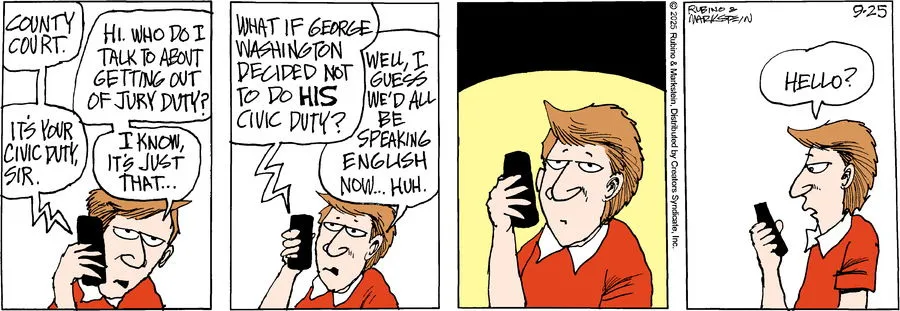 COUNTY
COURT.
HI. WHO DO I
TALK TO ABOUT
GETTING OUT
OF JURY DUTY?
IT'S YOUR
CIVIC DUTY,
SIR.
I KNOW,
IT'S JUST
THAT...
WHAT IF GEORGE
WASHINGTON
DECIDED NOT
TO DO HIS
CIVIC DUTY?
WELL, I
GUESS
WE'D ALL
BE
SPEAKING
ENGLISH
NOW... HUH.
© 2025 Rubino & Markstein, Distributed by Creators Syndicate, Inc.
RUBINO &
MARKSTEIN
9-25
HELLO?